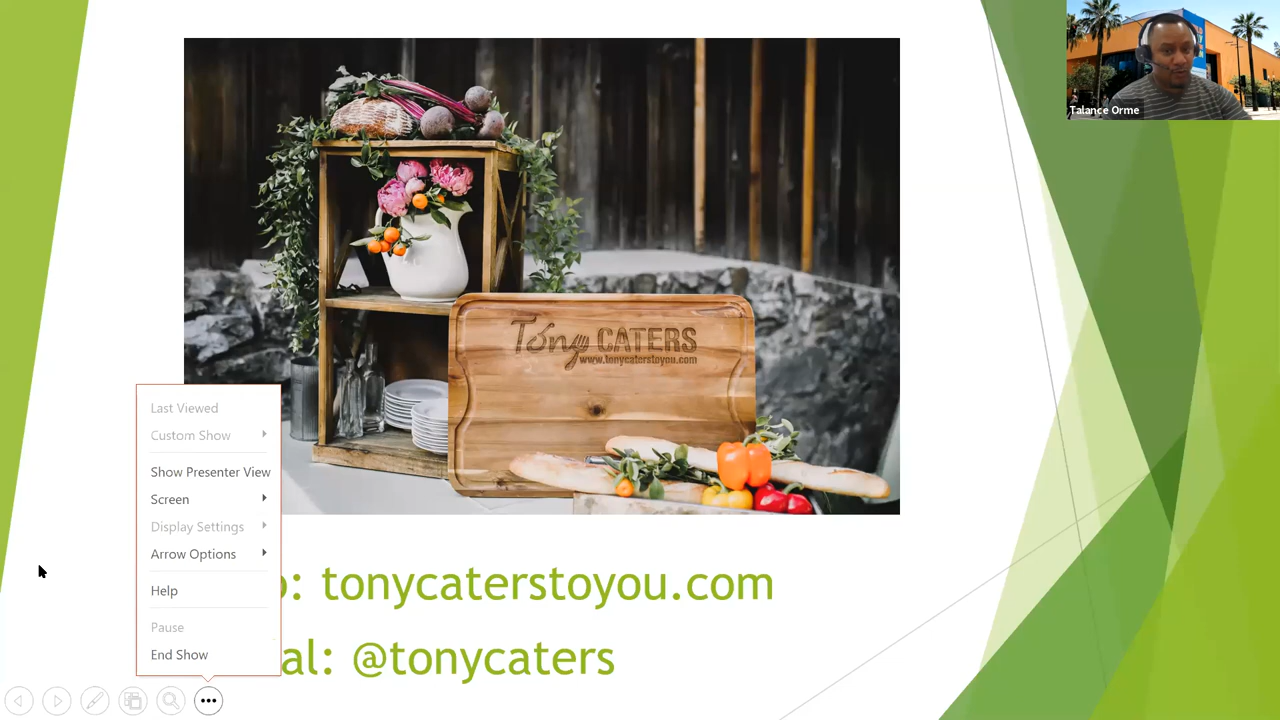 Talance Orme
Tony CATERS
www.tonycaterstoyou.com
Last Viewed
Custom Show
Show Presenter View
Screen
Display Settings
Arrow Options
Help
Pause
End Show
: tonycaterstoyou.com
al: @tonycaters